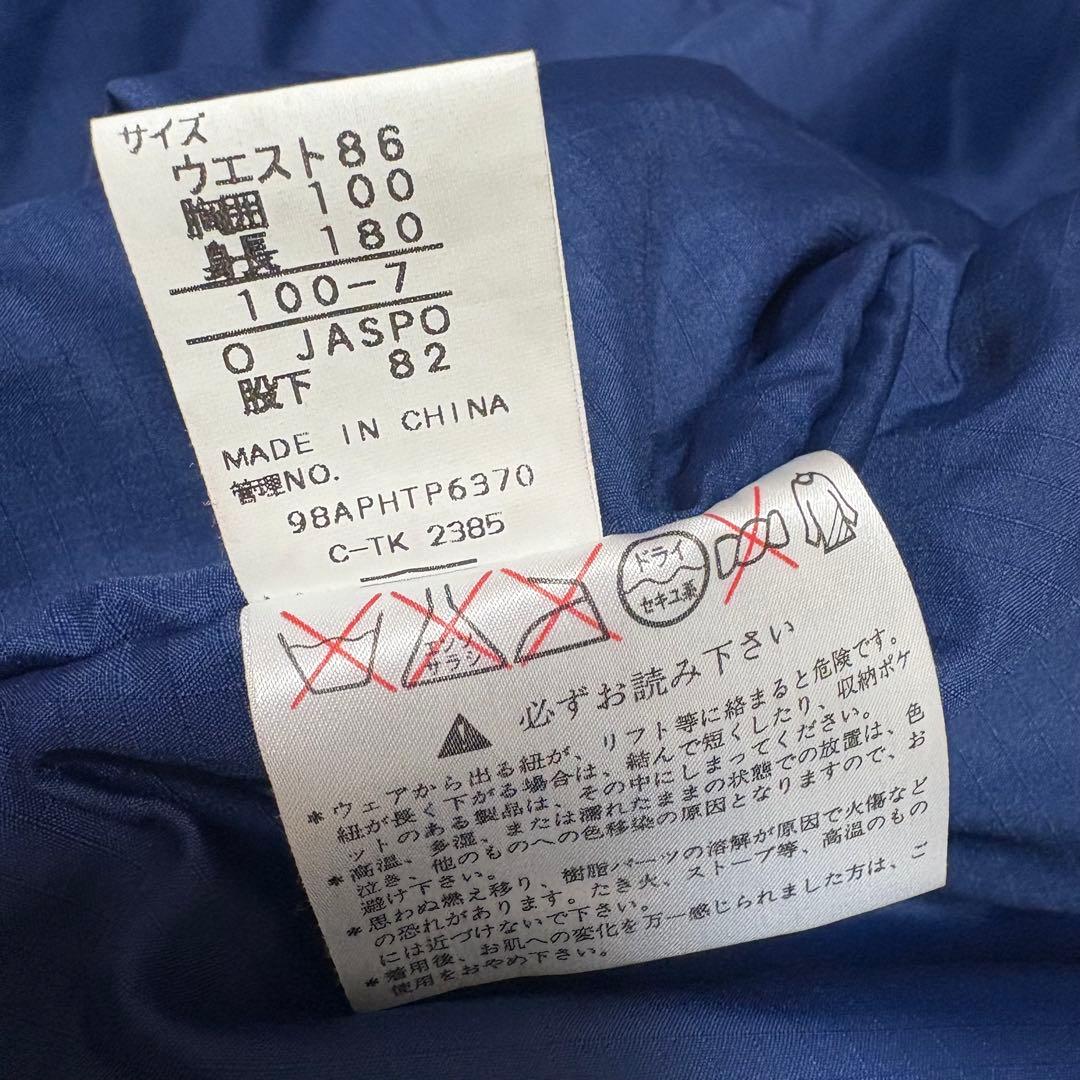 サイズ
ウエスト86
胸囲 100
身長 180
100-7
O JASPO
股下 82
MADE IN CHINA
管理NO.
98APHTP6370
C-TK 2385
エンソ
サラシ
ドライ
セキユ系
必ずお読み下さい
*ウェアから出る紐が、リフト等に絡まると危険です。
紐が長く下がる場合は、結んで短くしたり、収納ポケ
ットのある製品は、その中にしまってください。
*高温、多湿、または濡れたままの状態での放置は、色
泣き、他のものへの色移染の原因となりますので、お
避け下さい。
*思わぬ燃え移り、樹脂パーツの溶解が原因で火傷など
の恐れがあります。たき火、ストーブ等、高温のもの
には近づけないで下さい。
*着用後、お肌への変化を万一感じられました方は、ご
使用をおやめ下さい。